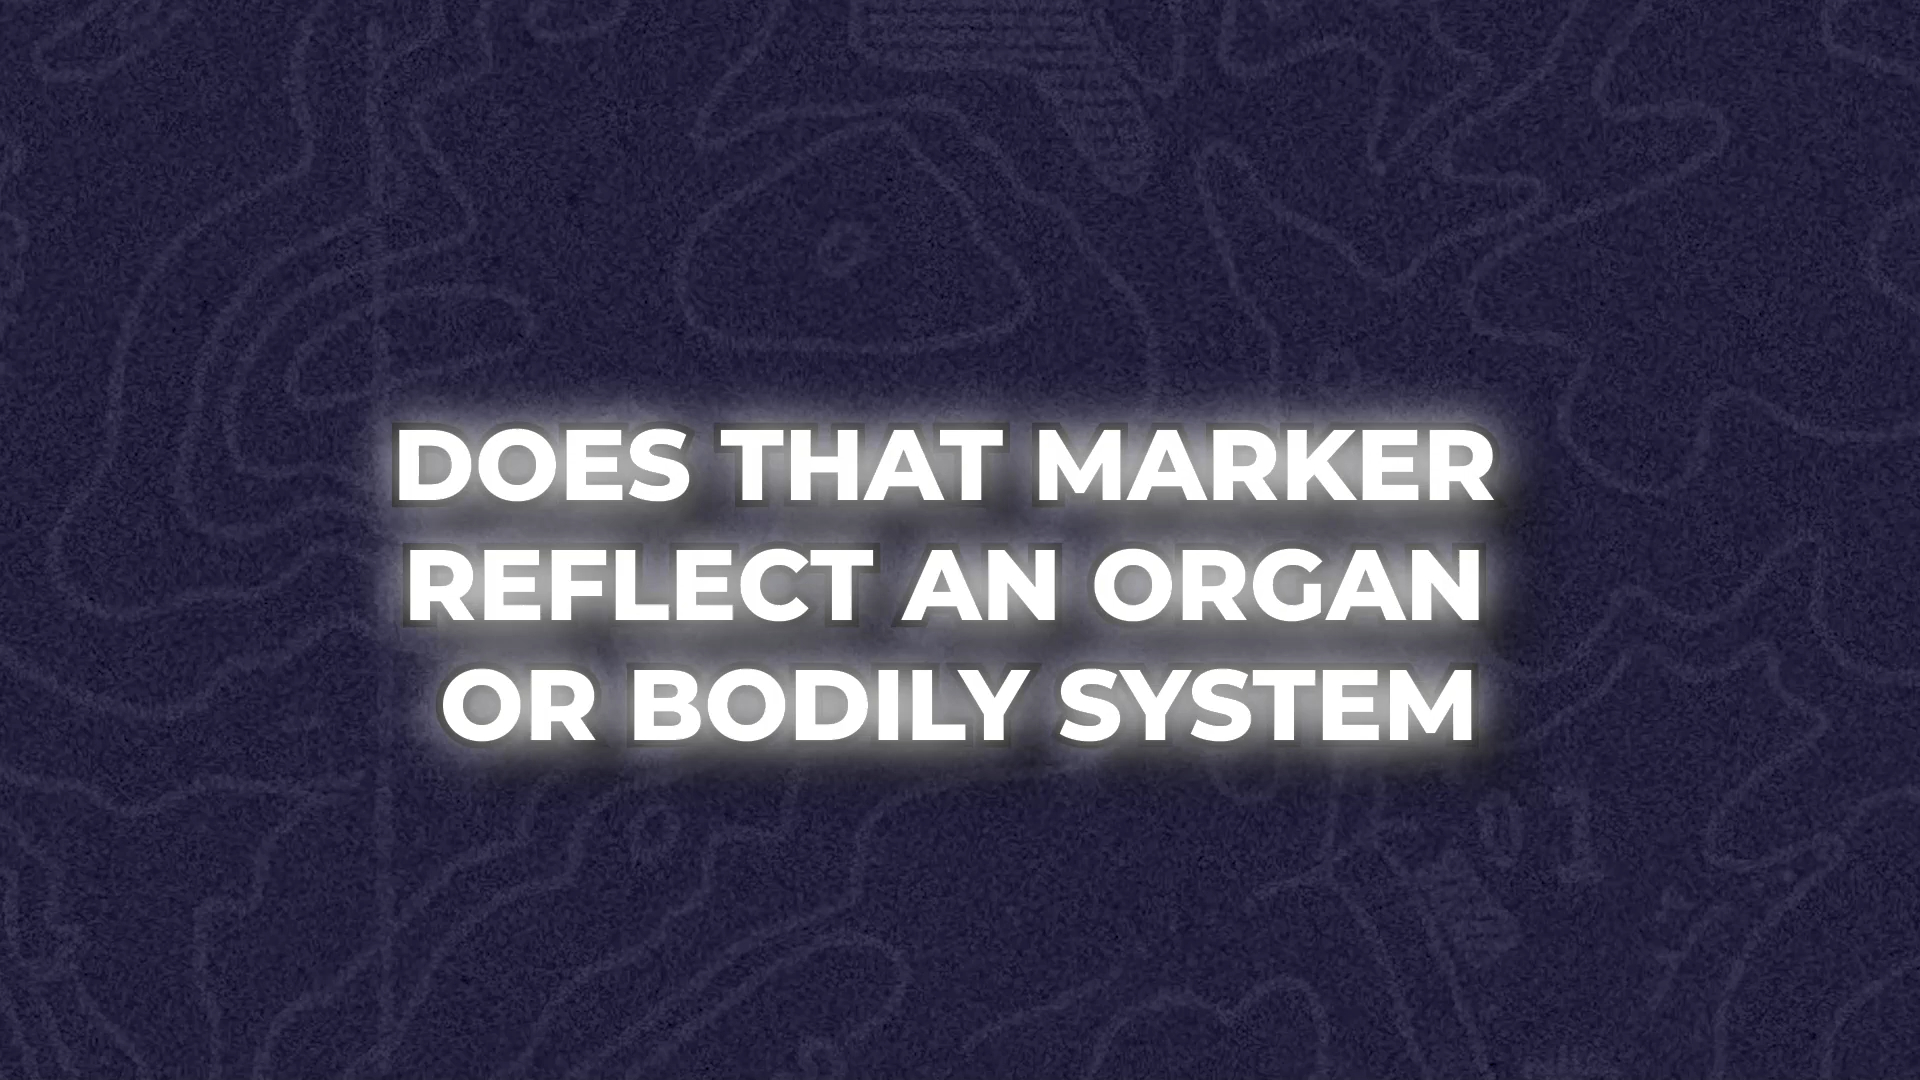 DOES THAT MARKER
REFLECT AN ORGAN
OR BODILY SYSTEM